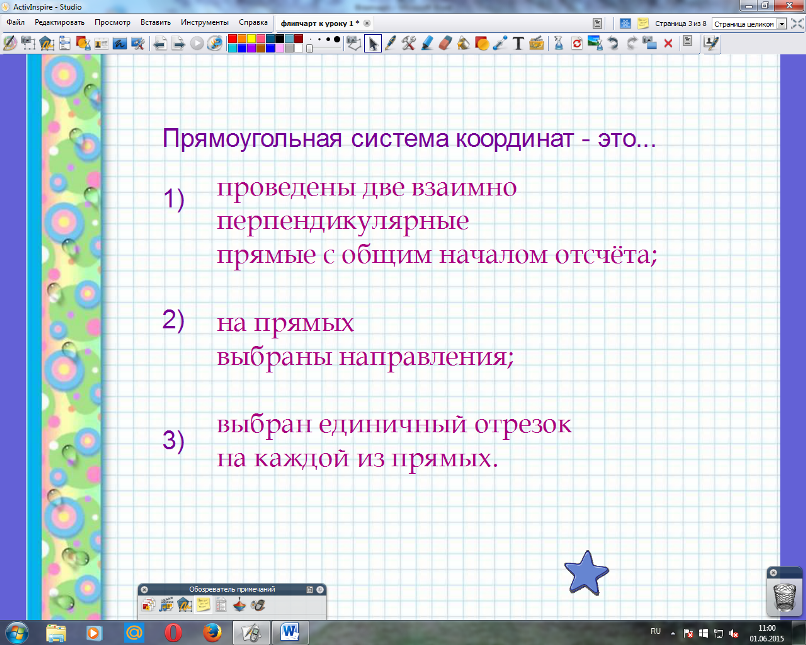 ActivInspire - Studio
Файл Редактировать Просмотр Вставить Инструменты Справка флипчарт к уроку 1 * Страница 3 из 8 Страница целиком
Прямоугольная система координат - это...
1) проведены две взаимно
перпендикулярные
прямые с общим началом отсчёта;
2) на прямых
выбраны направления;
3) выбран единичный отрезок
на каждой из прямых.
Обозреватель примечаний
RU
11:00
01.06.2015